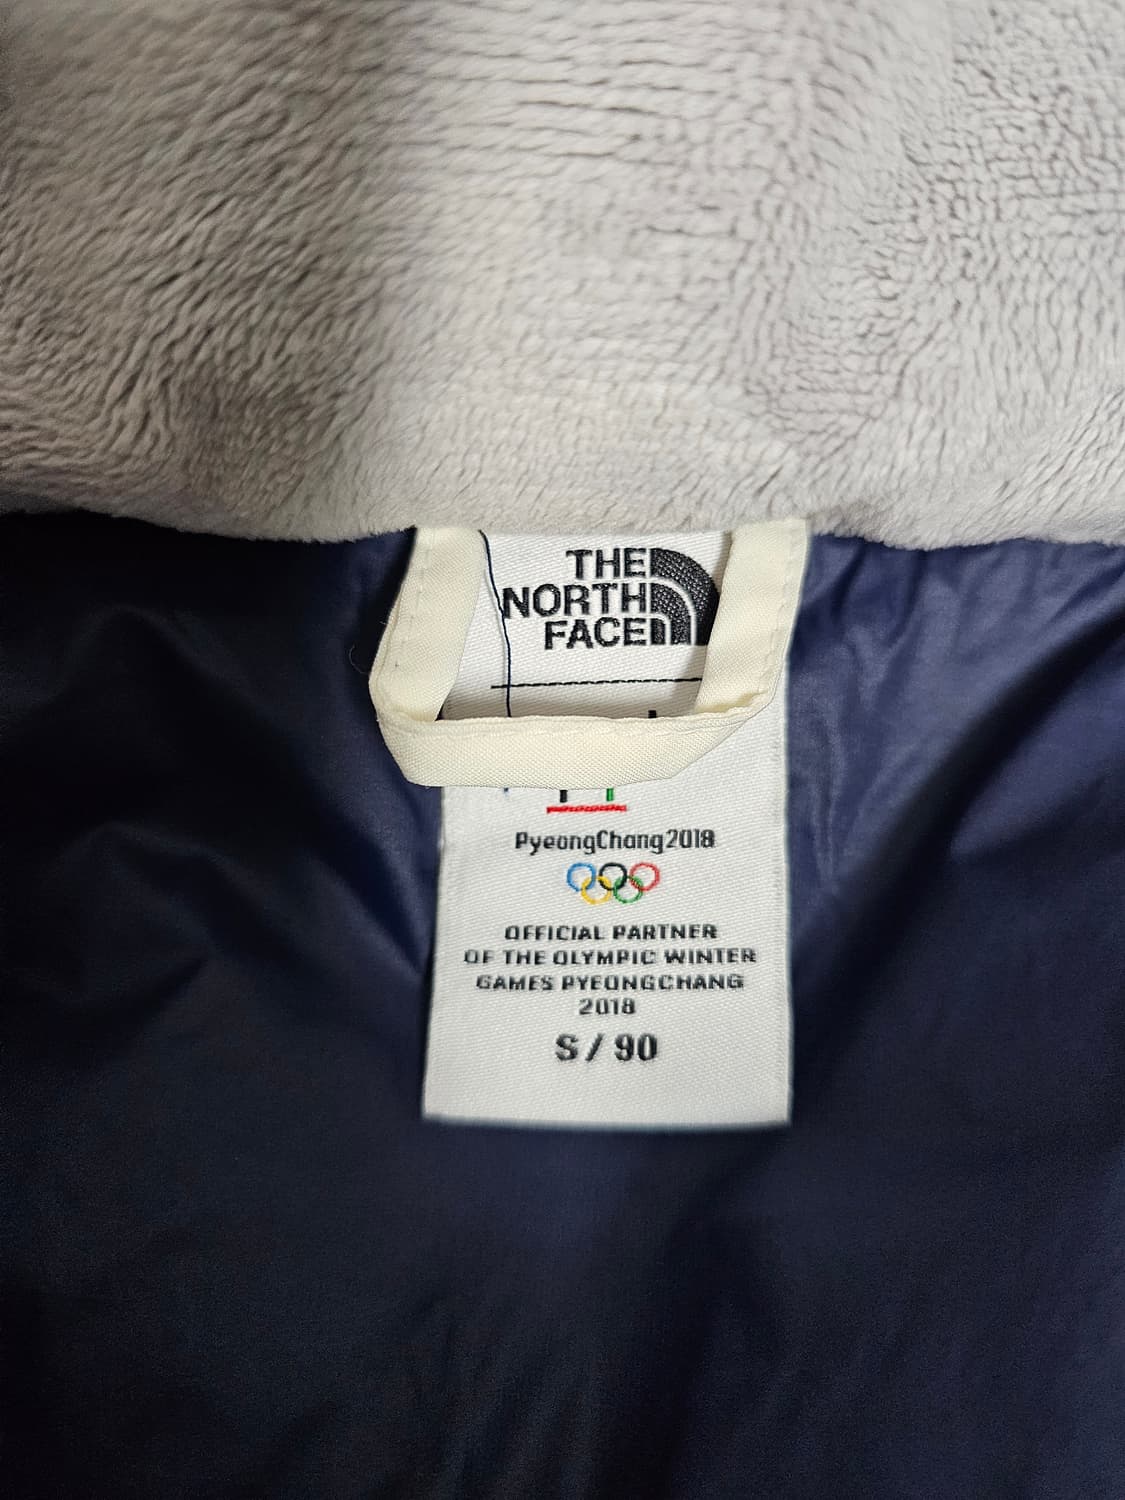 THE
NORTH
FACE
PyeongChang2018
OFFICIAL PARTNER
OF THE OLYMPIC WINTER
GAMES PYEONGCHANG
2018
S / 90